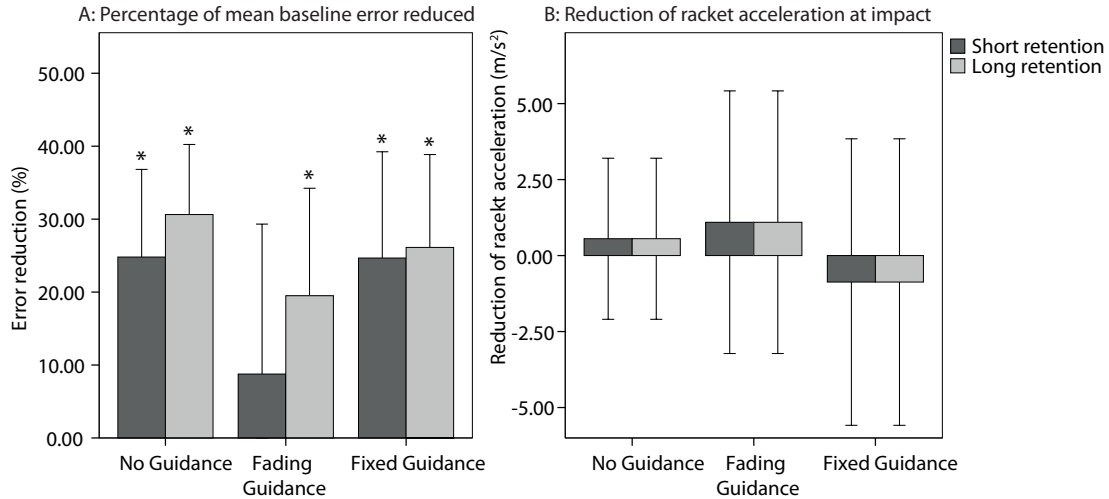 A: Percentage of mean baseline error reduced
Error reduction (%)
50.00
40.00
30.00
20.00
10.00
0.00
* * * * *
No Guidance
Fading
Guidance
Fixed Guidance
B: Reduction of racket acceleration at impact
Reduction of racekt acceleration (m/s²)
5.00
2.50
0.00
-2.50
-5.00
No Guidance
Fading
Guidance
Fixed Guidance
Short retention
Long retention